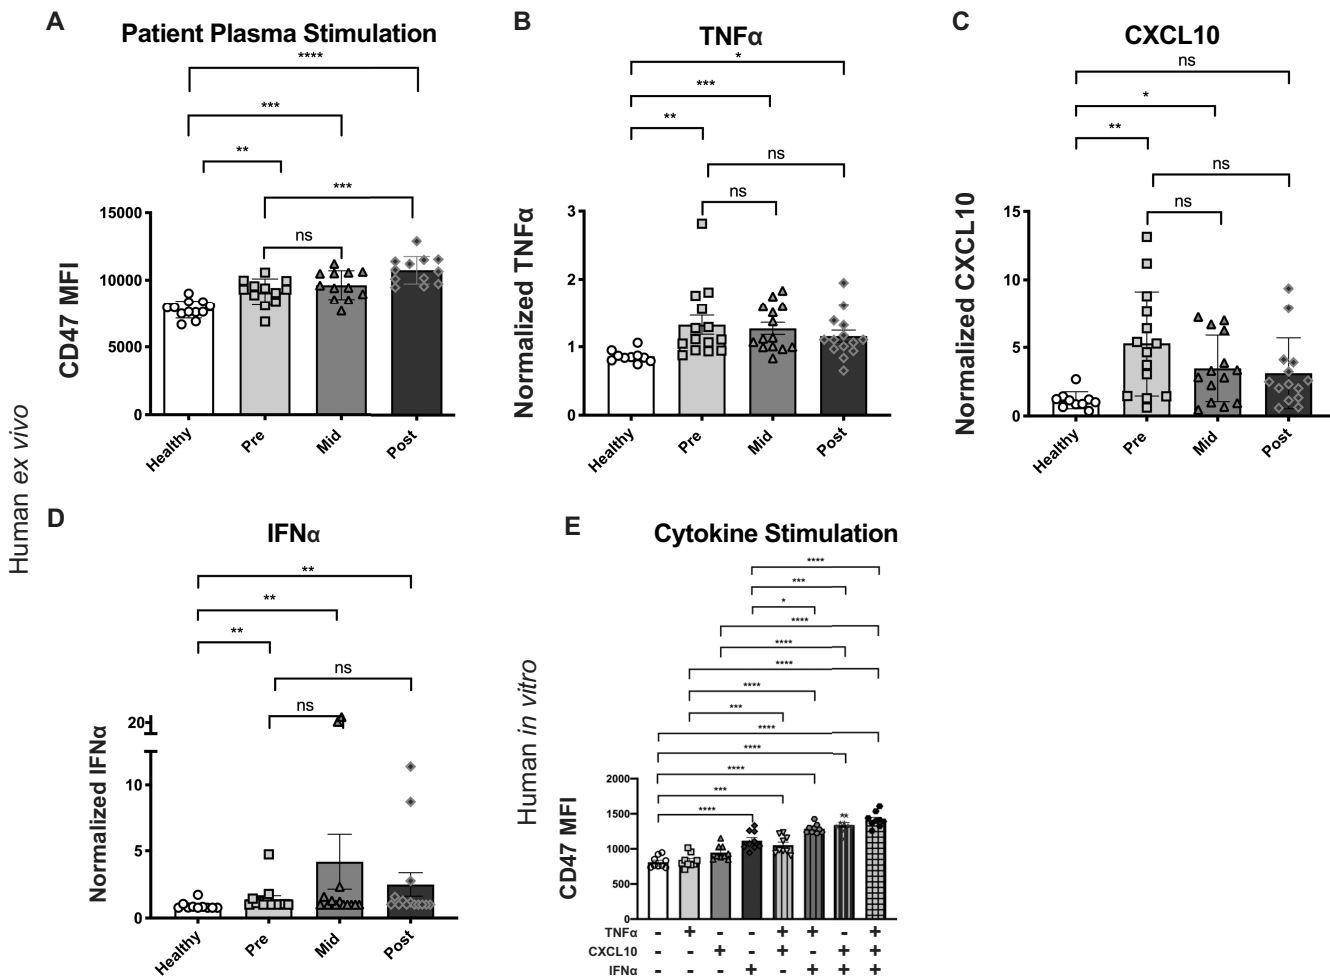 A
Patient Plasma Stimulation
****
***
**
***
ns
CD47 MFI
15000
10000
5000
0
Healthy
Pre
Mid
Post
B
TNFα
*
***
**
ns
ns
Normalized TNFα
3
2
1
0
Healthy
Pre
Mid
Post
C
CXCL10
ns
*
**
ns
ns
Normalized CXCL10
15
10
5
0
Healthy
Pre
Mid
Post
Human ex vivo
D
IFNα
**
**
**
ns
ns
Normalized IFNα
20
10
5
0
Healthy
Pre
Mid
Post
E
Cytokine Stimulation
****
***
*
****
****
****
****
***
****
****
****
***
****
Human in vitro
CD47 MFI
2000
1500
1000
500
0
TNFα - + - - + + - +
CXCL10 - - + - + - + +
IFNα - - - + - + + +